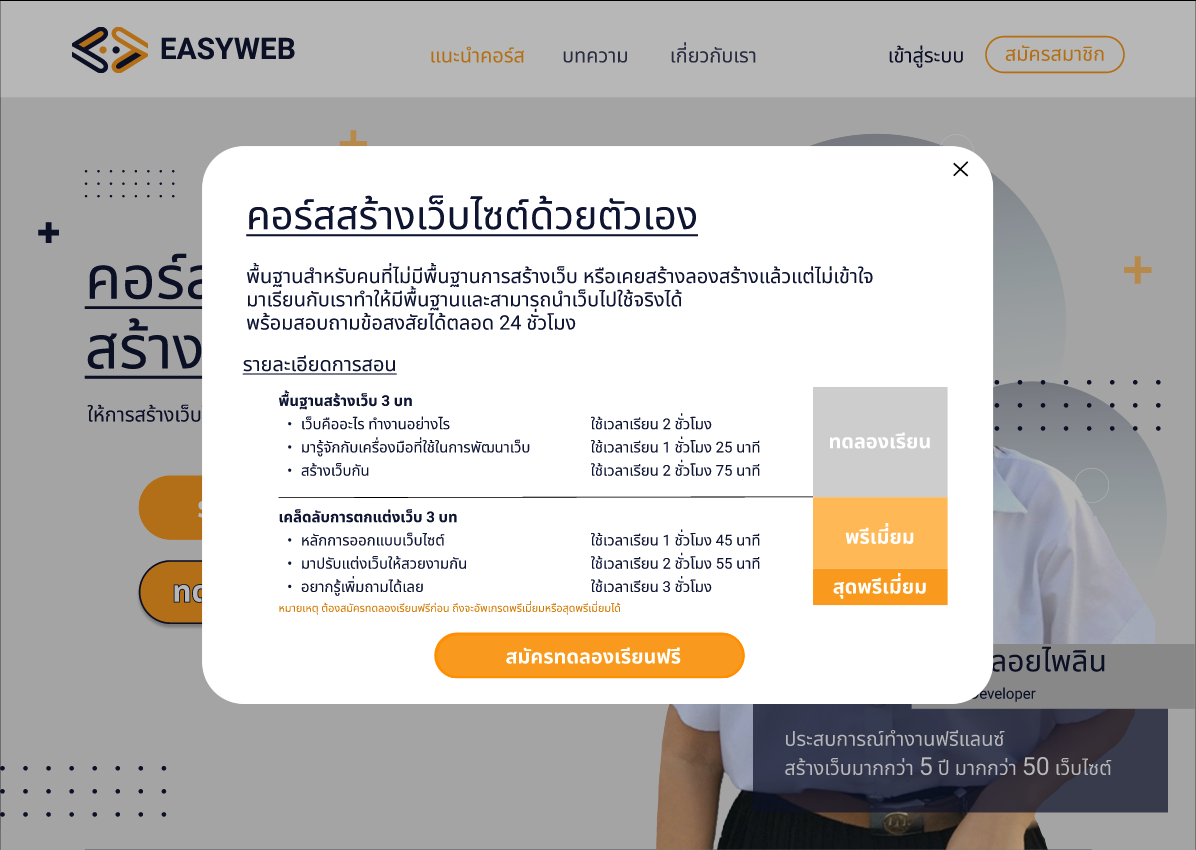 EASYWEB
แนะนำคอร์ส
บทความ
เกี่ยวกับเรา
เข้าสู่ระบบ
สมัครสมาชิก
คอร์สสร้างเว็บไซต์ด้วยตัวเอง
พื้นฐานสำหรับคนที่ไม่มีพื้นฐานการสร้างเว็บ หรือเคยสร้างลองสร้างแล้วแต่ไม่เข้าใจ
มาเรียนกับเราทำให้มีพื้นฐานและสามารถนำเว็บไปใช้จริงได้
พร้อมสอบถามข้อสงสัยได้ตลอด 24 ชั่วโมง
รายละเอียดการสอน
พื้นฐานสร้างเว็บ 3 บท
• เว็บคืออะไร ทำงานอย่างไร ใช้เวลาเรียน 2 ชั่วโมง
• มารู้จักกับเครื่องมือที่ใช้ในการพัฒนาเว็บ ใช้เวลาเรียน 1 ชั่วโมง 25 นาที
• สร้างเว็บกัน ใช้เวลาเรียน 2 ชั่วโมง 75 นาที
ทดลองเรียน
เคล็ดลับการตกแต่งเว็บ 3 บท
• หลักการออกแบบเว็บไซต์ ใช้เวลาเรียน 1 ชั่วโมง 45 นาที
• มาปรับแต่งเว็บให้สวยงามกัน ใช้เวลาเรียน 2 ชั่วโมง 55 นาที
• อยากรู้เพิ่มถามได้เลย ใช้เวลาเรียน 3 ชั่วโมง
พรีเมี่ยม
สุดพรีเมี่ยม
หมายเหตุ ต้องสมัครทดลองเรียนฟรีก่อน ถึงจะอัพเกรดพรีเมี่ยมหรือสุดพรีเมี่ยมได้
สมัครทดลองเรียนฟรี
คอร์ส
สร้าง
ให้การสร้างเว็บ
ลอยไพลิน
Developer
ประสบการณ์ทำงานฟรีแลนซ์
สร้างเว็บมากกว่า 5 ปี มากกว่า 50 เว็บไซต์